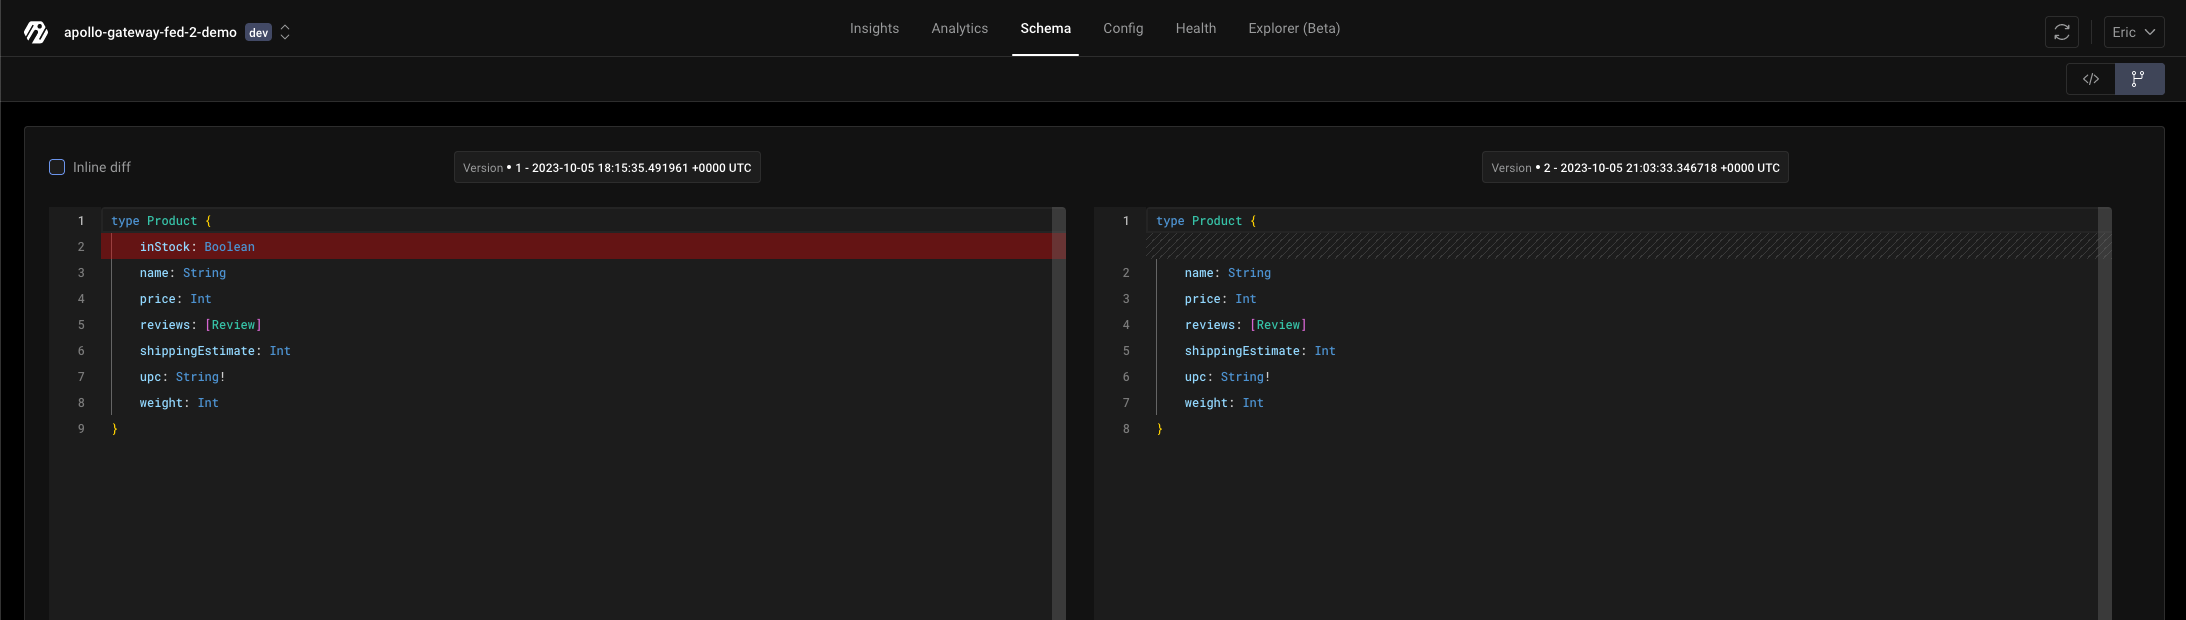 apollo-gateway-fed-2-demo dev
Insights Analytics Schema Config Health Explorer (Beta)
Eric
</>
Inline diff
Version • 1 - 2023-10-05 18:15:35.491961 +0000 UTC
1 type Product {
2 inStock: Boolean
3 name: String
4 price: Int
5 reviews: [Review]
6 shippingEstimate: Int
7 upc: String!
8 weight: Int
9 }
Version • 2 - 2023-10-05 21:03:33.346718 +0000 UTC
1 type Product {
2 name: String
3 price: Int
4 reviews: [Review]
5 shippingEstimate: Int
6 upc: String!
7 weight: Int
8 }